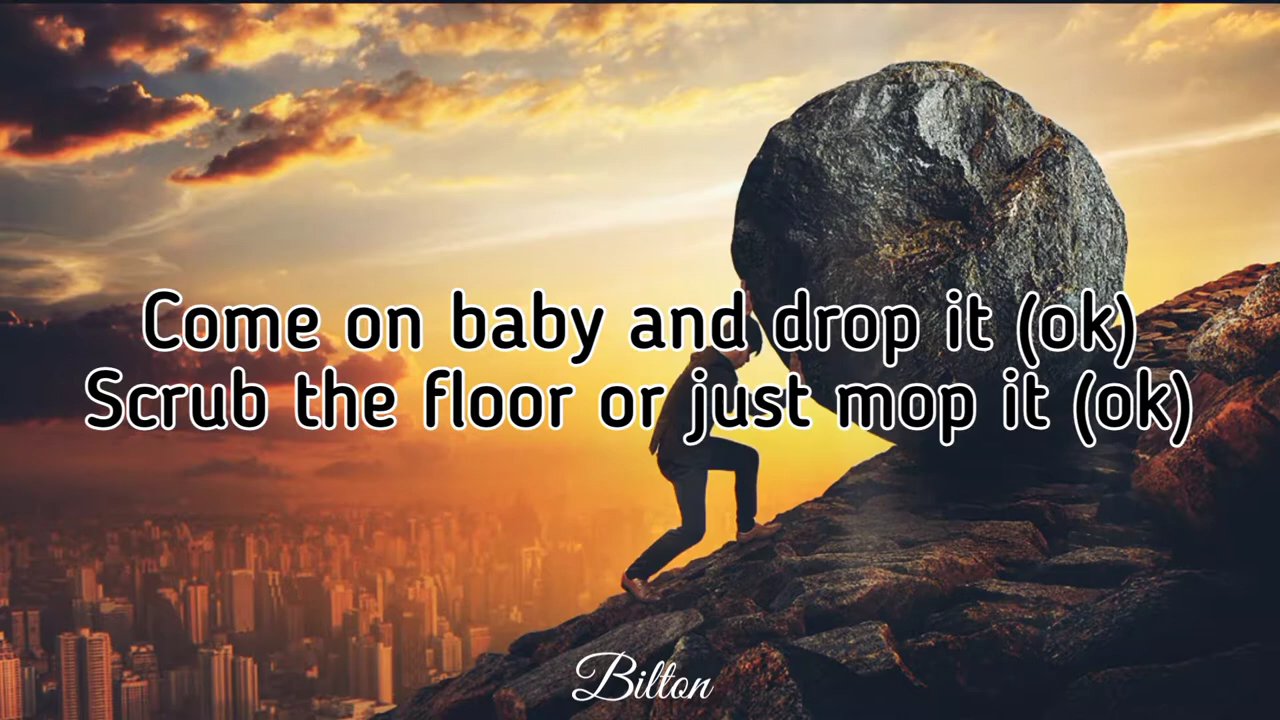 Come on baby and drop it (ok)
Scrub the floor or just mop it (ok)
Bilton